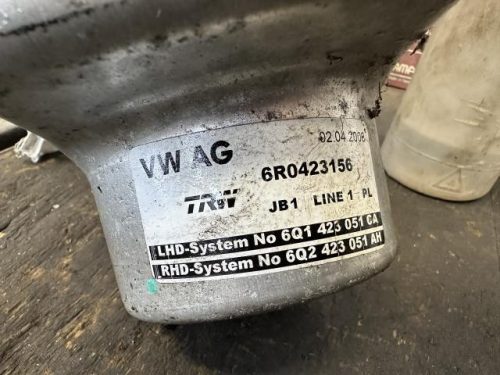 02.04.2008
VW AG
6R0423156
TRW
JB1 LINE 1 - PL
LHD-System No 6Q1 423 051 CA
RHD-System No 6Q2 423 051 AH